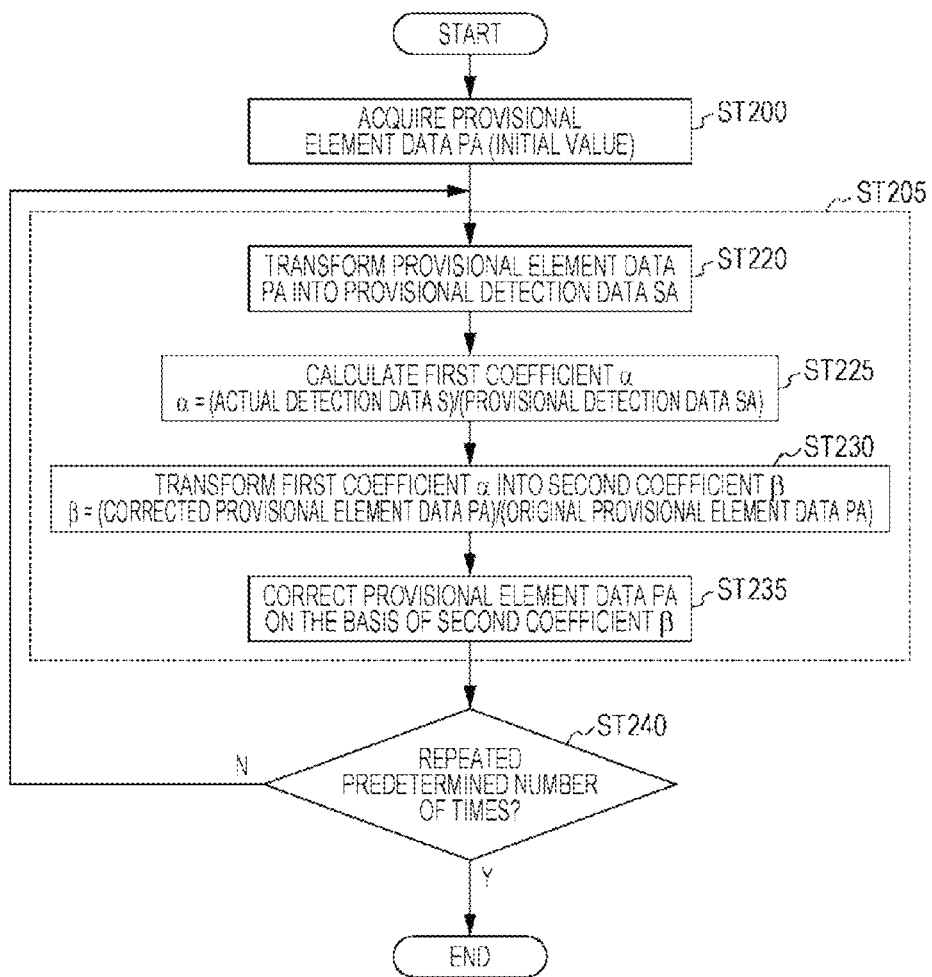 START
ACQUIRE PROVISIONAL
ELEMENT DATA PA (INITIAL VALUE)
ST200
ST205
TRANSFORM PROVISIONAL ELEMENT DATA
PA INTO PROVISIONAL DETECTION DATA SA
ST220
CALCULATE FIRST COEFFICIENT α
α = (ACTUAL DETECTION DATA S)/(PROVISIONAL DETECTION DATA SA)
ST225
ST230
TRANSFORM FIRST COEFFICIENT α INTO SECOND COEFFICIENT β
β = (CORRECTED PROVISIONAL ELEMENT DATA PA)/(ORIGINAL PROVISIONAL ELEMENT DATA PA)
CORRECT PROVISIONAL ELEMENT DATA PA
ON THE BASIS OF SECOND COEFFICIENT β
ST235
ST240
REPEATED
PREDETERMINED NUMBER
OF TIMES?
N
Y
END